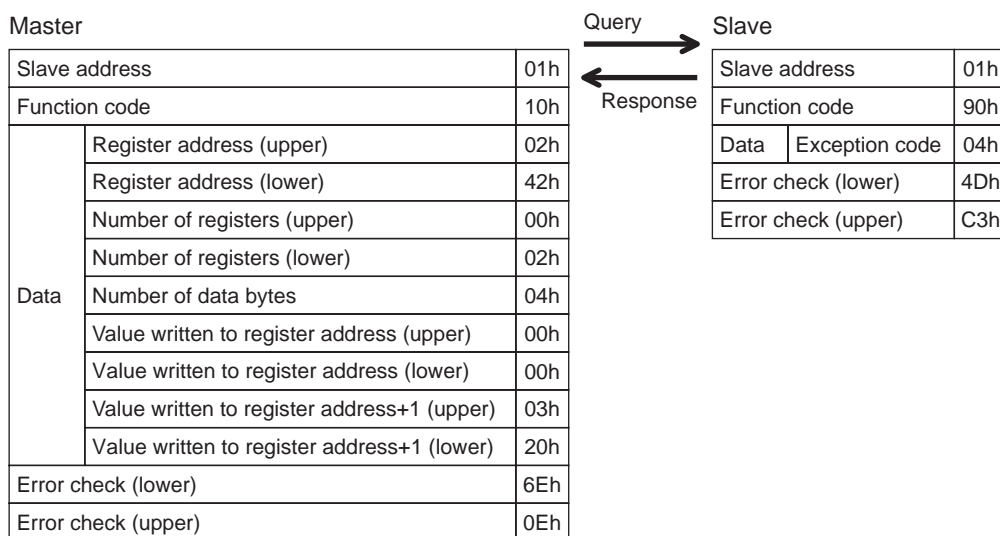 Master
Query
Slave
Response
Slave address 01h
Function code 10h
Data
Register address (upper) 02h
Register address (lower) 42h
Number of registers (upper) 00h
Number of registers (lower) 02h
Number of data bytes 04h
Value written to register address (upper) 00h
Value written to register address (lower) 00h
Value written to register address+1 (upper) 03h
Value written to register address+1 (lower) 20h
Error check (lower) 6Eh
Error check (upper) 0Eh
Slave address 01h
Function code 90h
Data Exception code 04h
Error check (lower) 4Dh
Error check (upper) C3h